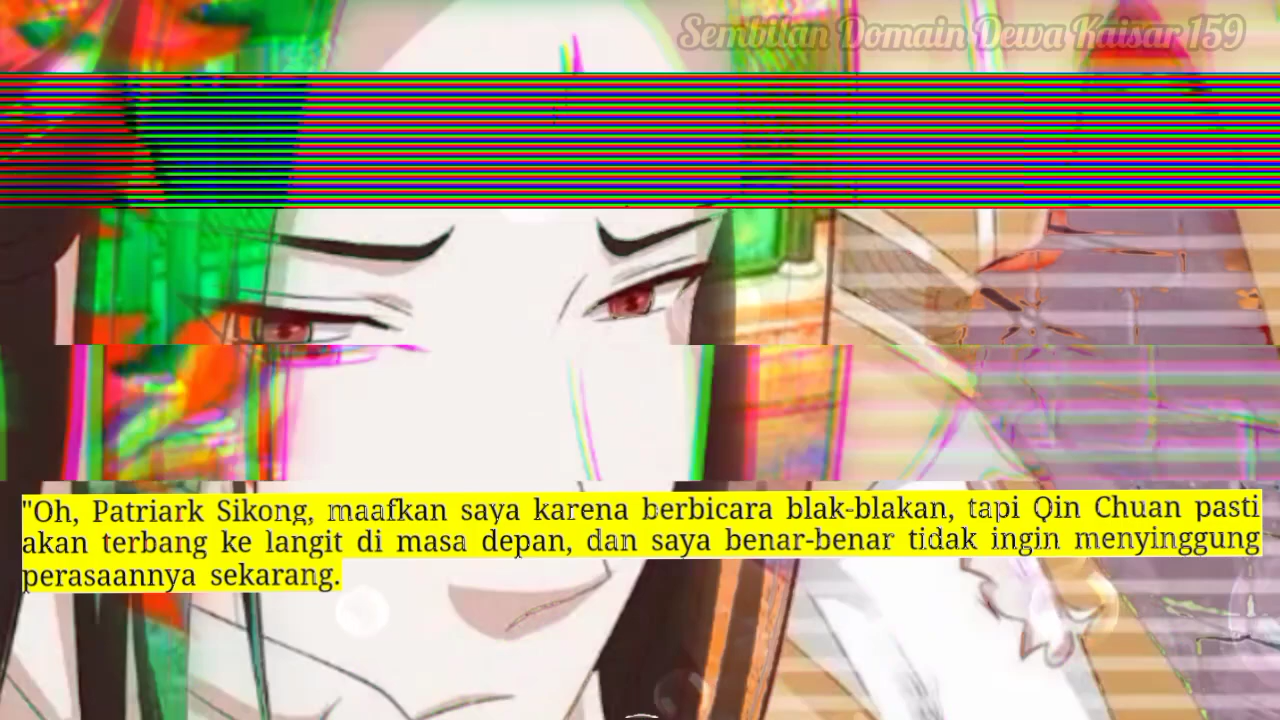 Sembilan Domain Dewa Kaisar 159
"Oh, Patriark Sikong, maafkan saya karena berbicara blak-blakan, tapi Qin Chuan pasti
akan terbang ke langit di masa depan, dan saya benar-benar tidak ingin menyinggung
perasaannya sekarang.